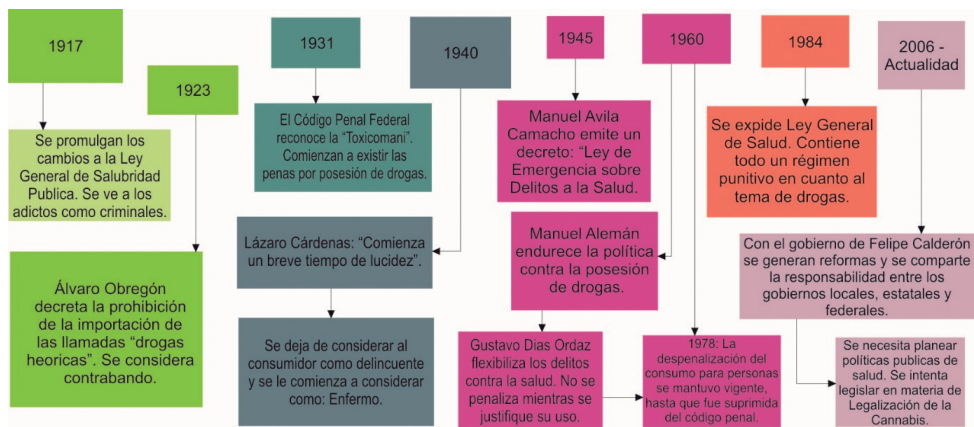 1917
Se promulgan los
cambios a la Ley
General de Salubridad
Publica. Se ve a los
adictos como criminales.
1923
Álvaro Obregón
decreta la prohibición
de la importación de
las llamadas “drogas
heoricas”. Se considera
contrabando.
1931
El Código Penal Federal
reconoce la “Toxicomani”.
Comienzan a existir las
penas por posesión de drogas.
1940
Lázaro Cárdenas: “Comienza
un breve tiempo de lucidez”.
Se deja de considerar al
consumidor como delincuente
y se le comienza a considerar
como: Enfermo.
1945
Manuel Avila
Camacho emite un
decreto: “Ley de
Emergencia sobre
Delitos a la Salud.
1960
Manuel Alemán
endurece la política
contra la posesión
de drogas.
Gustavo Dias Ordaz
flexibiliza los delitos
contra la salud. No se
penaliza mientras se
justifique su uso.
1978: La
despenalización del
consumo para personas
se mantuvo vigente,
hasta que fue suprimida
del código penal.
1984
Se expide Ley General
de Salud. Contiene
todo un régimen
punitivo en cuanto al
tema de drogas.
2006 -
Actualidad
Con el gobierno de Felipe Calderón
se generan reformas y se comparte
la responsabilidad entre los
gobiernos locales, estatales y
federales.
Se necesita planear
políticas publicas de
salud. Se intenta
legislar en materia de
Legalización de la
Cannabis.